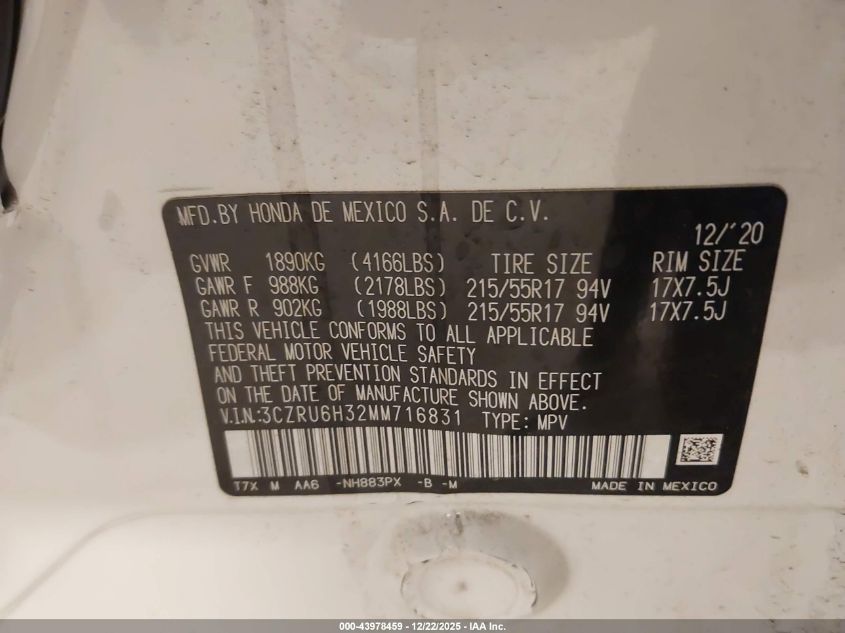 MFD.BY HONDA DE MEXICO S.A. DE C.V.
12/'20
GVWR 1890KG (4166LBS) TIRE SIZE RIM SIZE
GAWR F 988KG (2178LBS) 215/55R17 94V 17X7.5J
GAWR R 902KG (1988LBS) 215/55R17 94V 17X7.5J
THIS VEHICLE CONFORMS TO ALL APPLICABLE
FEDERAL MOTOR VEHICLE SAFETY
AND THEFT PREVENTION STANDARDS IN EFFECT
ON THE DATE OF MANUFACTURE SHOWN ABOVE.
V.I.N:3CZRU6H32MM716831 TYPE: MPV
T7X M AA6 -NH883PX -B -M MADE IN MEXICO
000-43978459 - 12/22/2025 - IAA Inc.